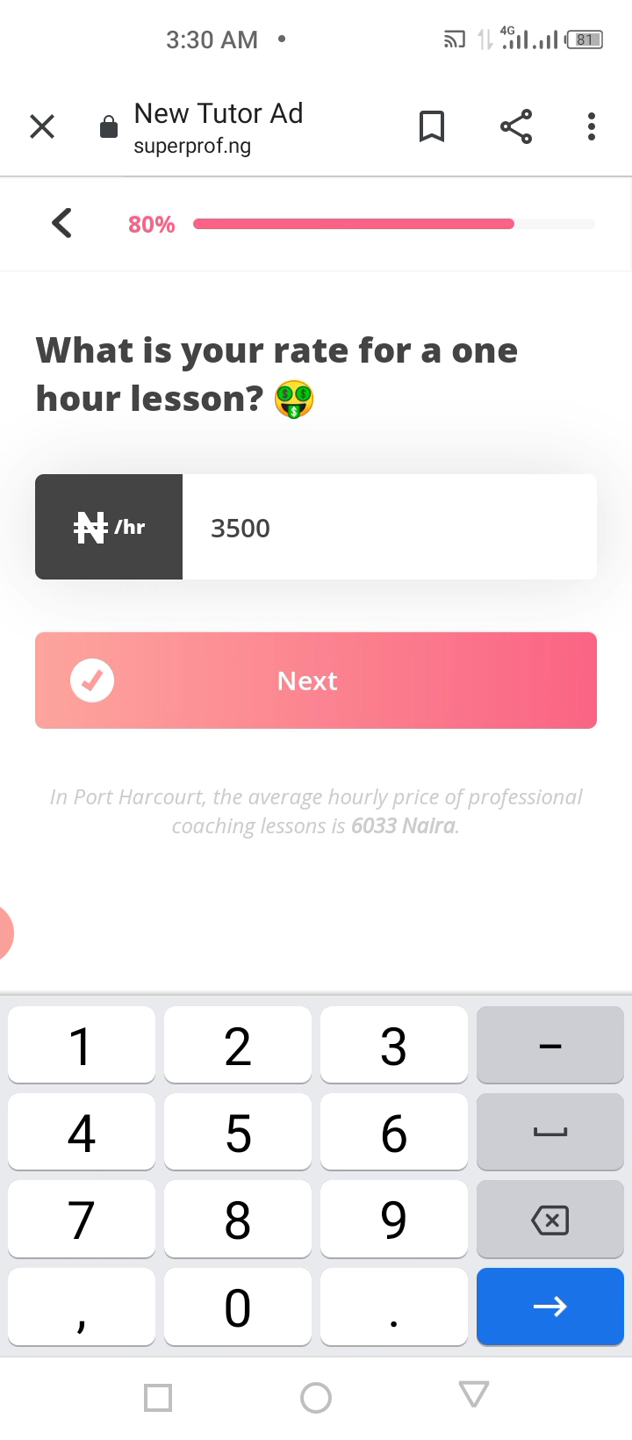 3:30 AM •
4G
81
New Tutor Ad
superprof.ng
80%
What is your rate for a one
hour lesson? 🤑
₦ /hr 3500
Next
In Port Harcourt, the average hourly price of professional
coaching lessons is 6033 Naira.
1 2 3 –
4 5 6
7 8 9
, 0 .